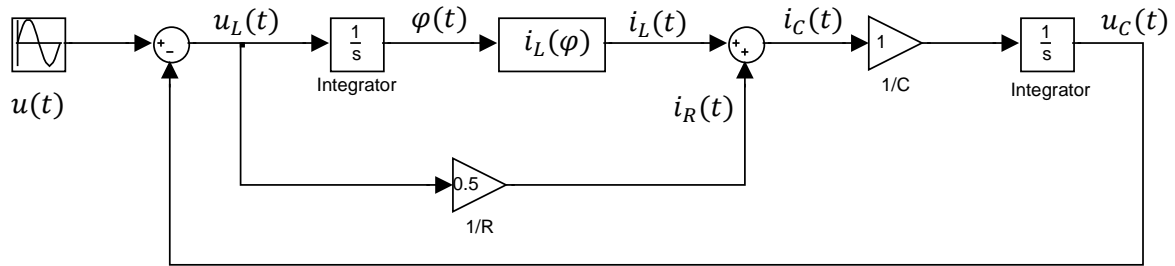 u_L(t)
φ(t)
i_L(t)
i_C(t)
u_C(t)
+
−
1
s
i_L(φ)
+
+
1
1
s
Integrator
1/C
Integrator
u(t)
i_R(t)
0.5
1/R